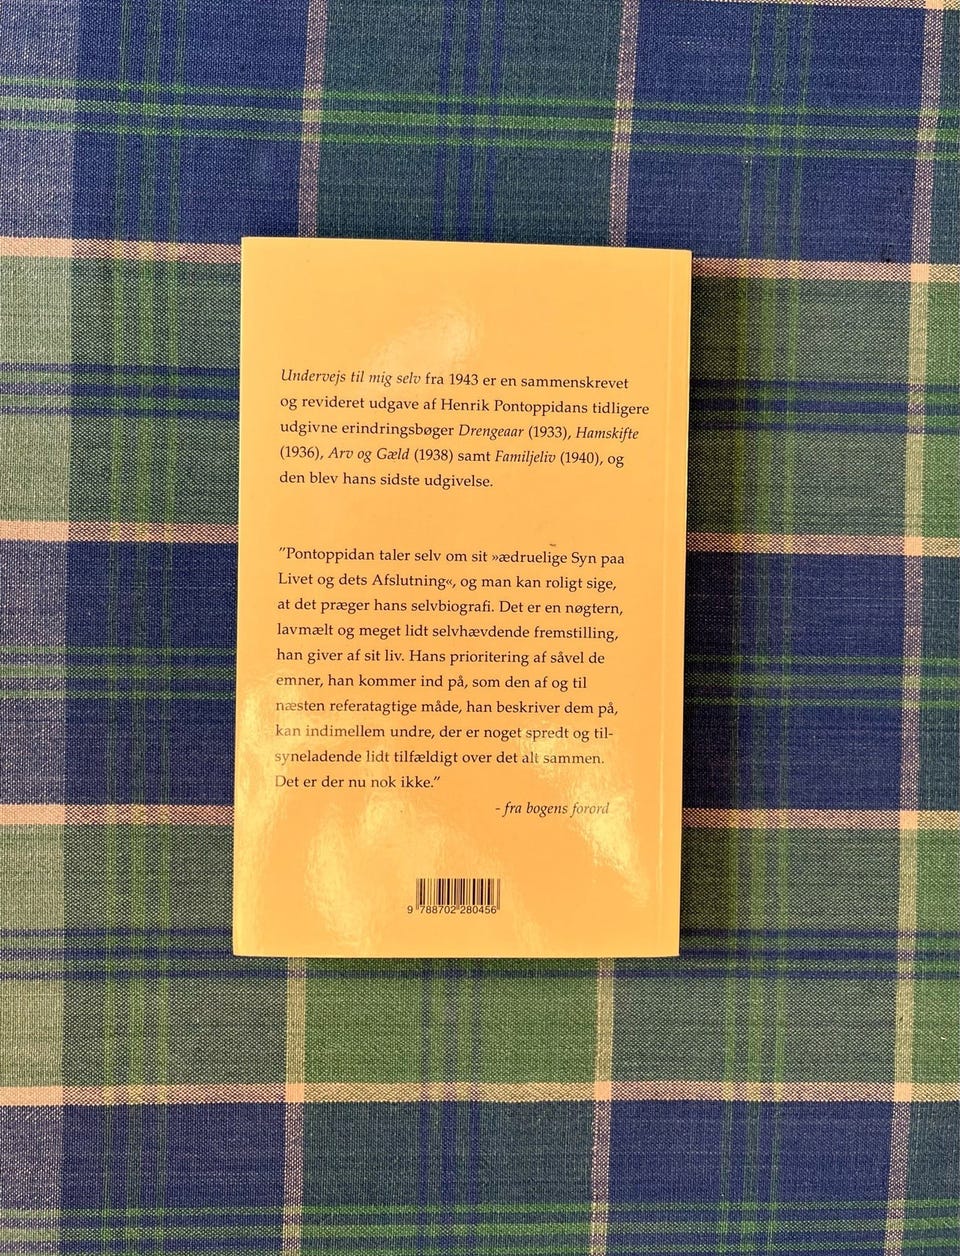 Undervejs til mig selv fra 1943 er en sammenskrevet
og revideret udgave af Henrik Pontoppidans tidligere
udgivne erindringsbøger Drengeaar (1933), Hamskifte
(1936), Arv og Gæld (1938) samt Familjeliv (1940), og
den blev hans sidste udgivelse.
"Pontoppidan taler selv om sit »ædruelige Syn paa
Livet og dets Afslutning«, og man kan roligt sige,
at det præger hans selvbiografi. Det er en nøgtern,
lavmælt og meget lidt selvhævdende fremstilling,
han giver af sit liv. Hans prioritering af såvel de
emner, han kommer ind på, som den af og til
næsten referatagtige måde, han beskriver dem på,
kan indimellem undre, der er noget spredt og til-
syneladende lidt tilfældigt over det alt sammen.
Det er der nu nok ikke."
- fra bogens forord
9 788702 280456